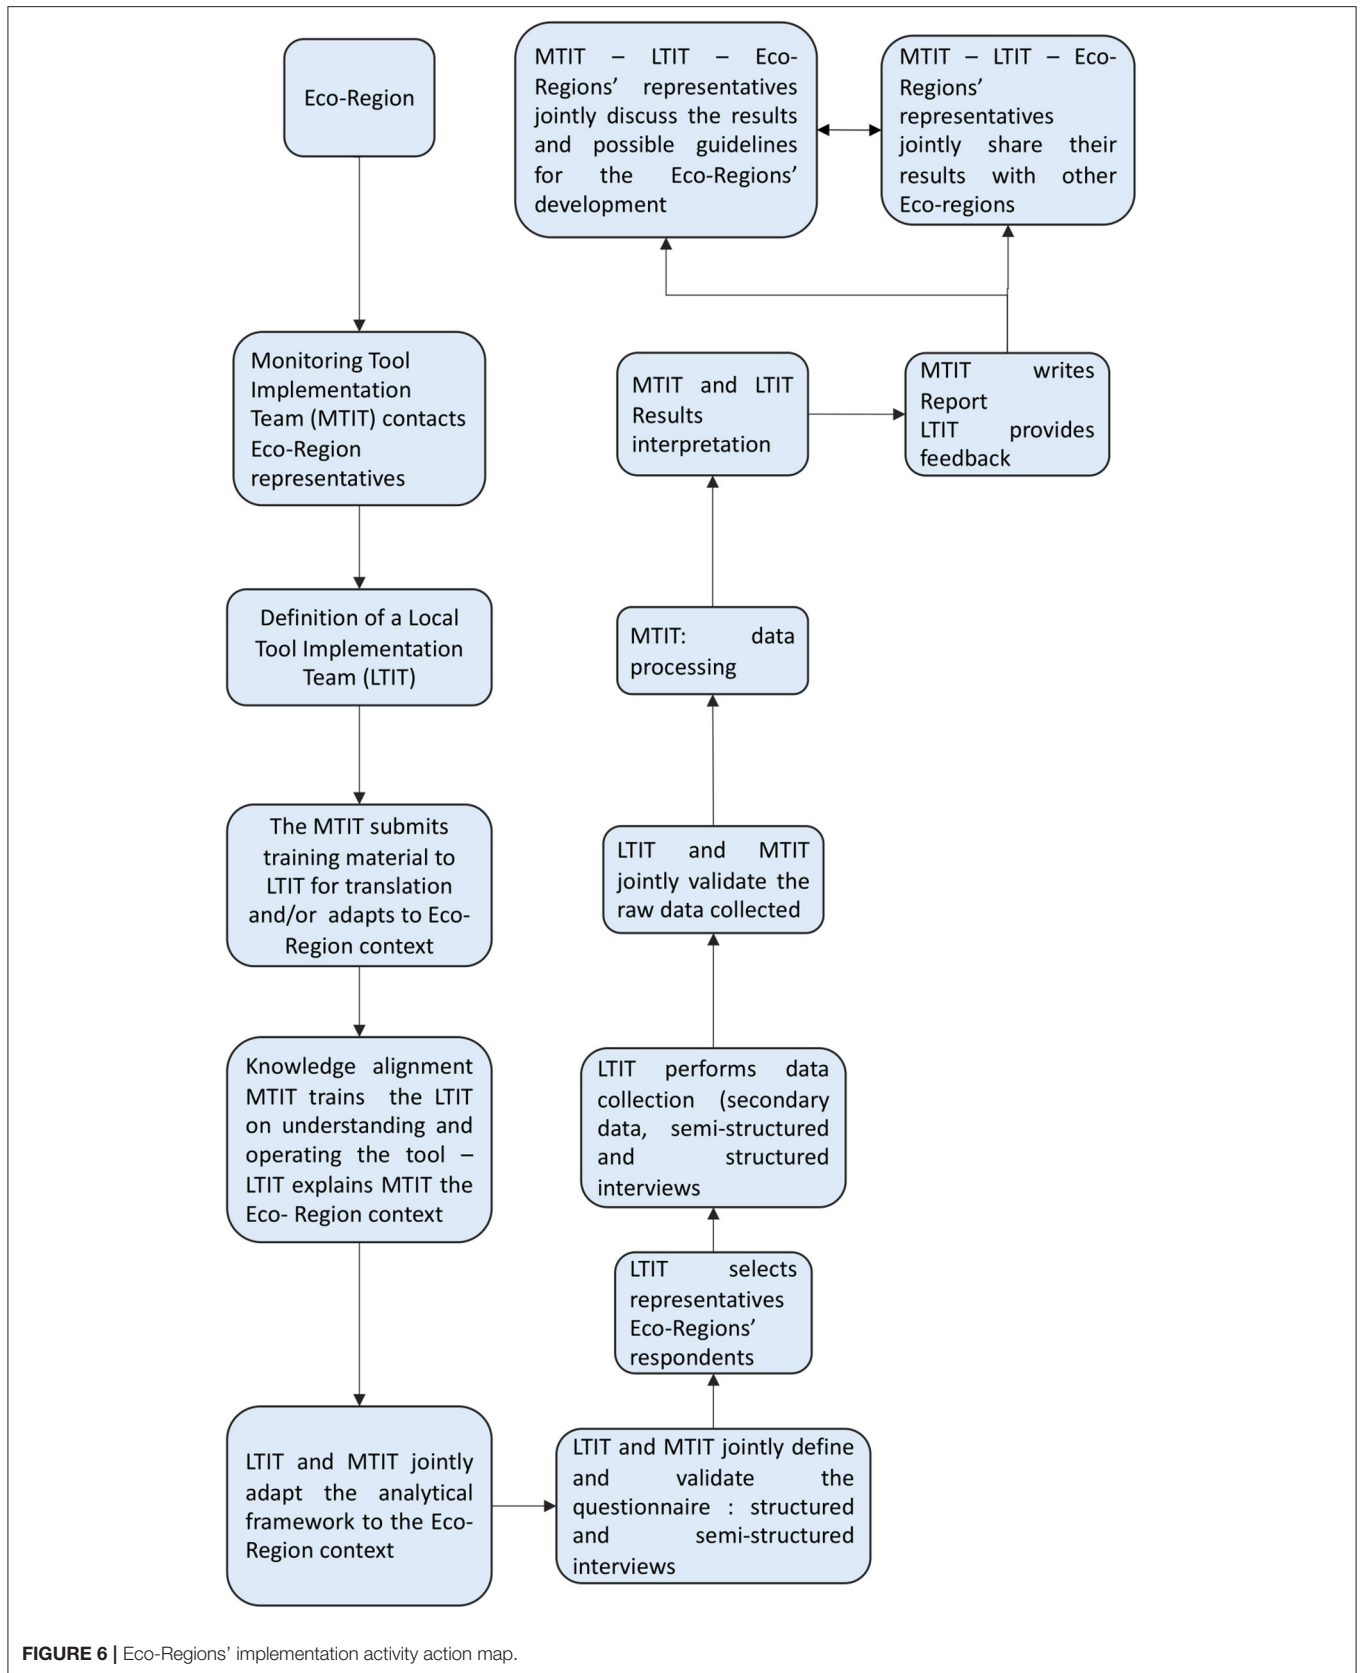 Eco-Region
Monitoring Tool
Implementation
Team (MTIT) contacts
Eco-Region
representatives
Definition of a Local
Tool Implementation
Team (LTIT)
The MTIT submits
training material to
LTIT for translation
and/or adapts to Eco-
Region context
Knowledge alignment
MTIT trains the LTIT
on understanding and
operating the tool –
LTIT explains MTIT the
Eco- Region context
LTIT and MTIT jointly
adapt the analytical
framework to the Eco-
Region context
LTIT and MTIT jointly define
and validate the
questionnaire : structured
and semi-structured
interviews
LTIT selects
representatives
Eco-Regions’
respondents
LTIT performs data
collection (secondary
data, semi-structured
and structured
interviews
LTIT and MTIT
jointly validate the
raw data collected
MTIT: data
processing
MTIT and LTIT
Results
interpretation
MTIT writes
Report
LTIT provides
feedback
MTIT – LTIT – Eco-
Regions’ representatives
jointly discuss the results
and possible guidelines
for the Eco-Regions’
development
MTIT – LTIT – Eco-
Regions’
representatives
jointly share their
results with other
Eco-regions
FIGURE 6 | Eco-Regions’ implementation activity action map.